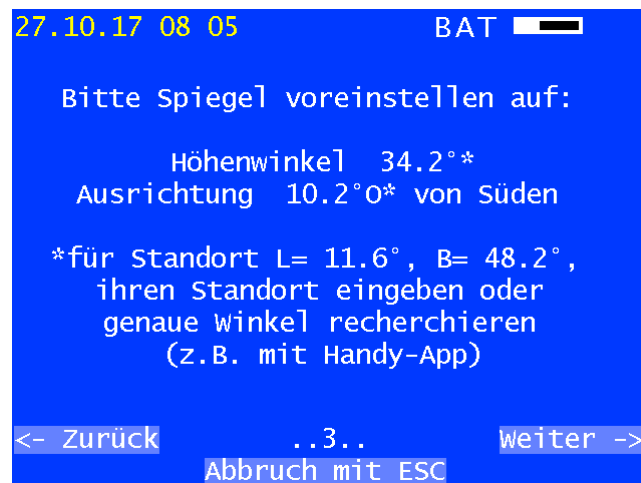 27.10.17 08 05 BAT
Bitte Spiegel voreinstellen auf:
Höhenwinkel 34.2°*
Ausrichtung 10.2°O* von Süden
*für Standort L= 11.6°, B= 48.2°,
ihren Standort eingeben oder
genaue Winkel recherchieren
(z.B. mit Handy-App)
<- Zurück ..3.. Weiter ->
Abbruch mit ESC